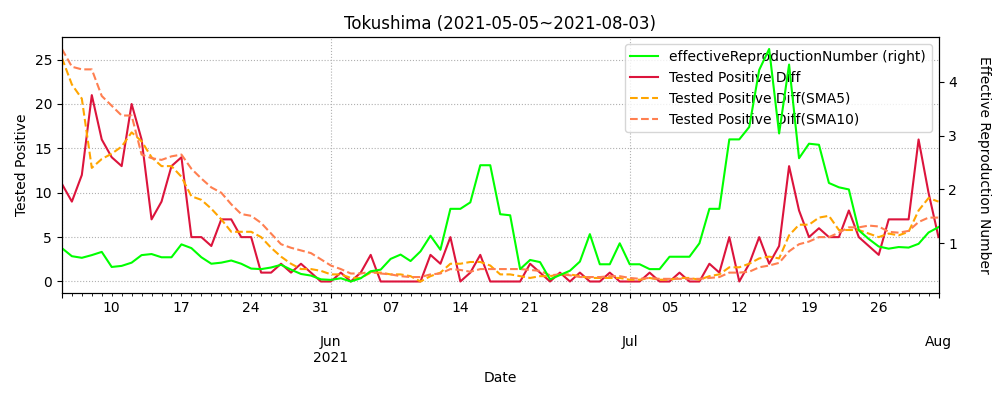 Tokushima (2021-05-05~2021-08-03)
effectiveReproductionNumber (right)
Tested Positive Diff
Tested Positive Diff(SMA5)
Tested Positive Diff(SMA10)
Tested Positive
25
20
15
10
5
0
Effective Reproduction Number
4
3
2
1
10 17 24 31 07 14 21 28 05 12 19 26
Jun Jul Aug
2021
Date